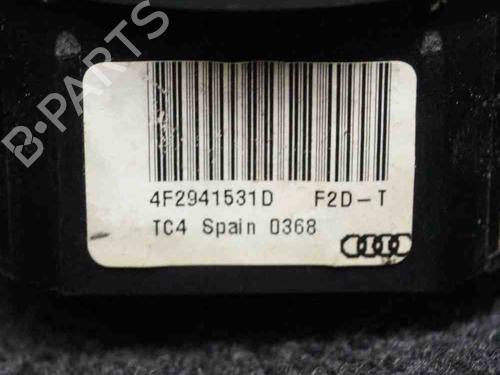 B-PARTS
4F2941531D F2D-T
TC4 Spain 0368